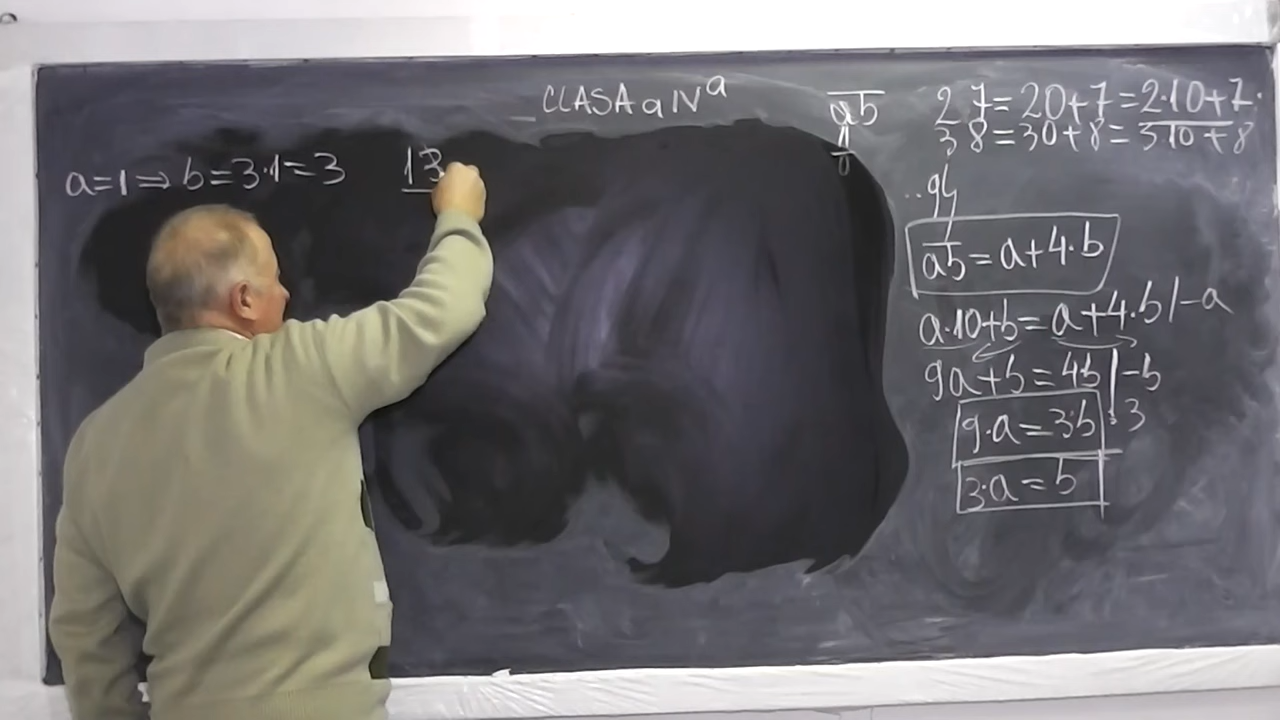 CLASA a IV a
a=1 ⇒ b=3·1=3
13
ab
27=20+7=2·10+7
38=30+8=3·10+8
ab=a+4·b
a·10+b=a+4·b |-a
9a+b=4b |-b
9·a=3·b |:3
3·a=b